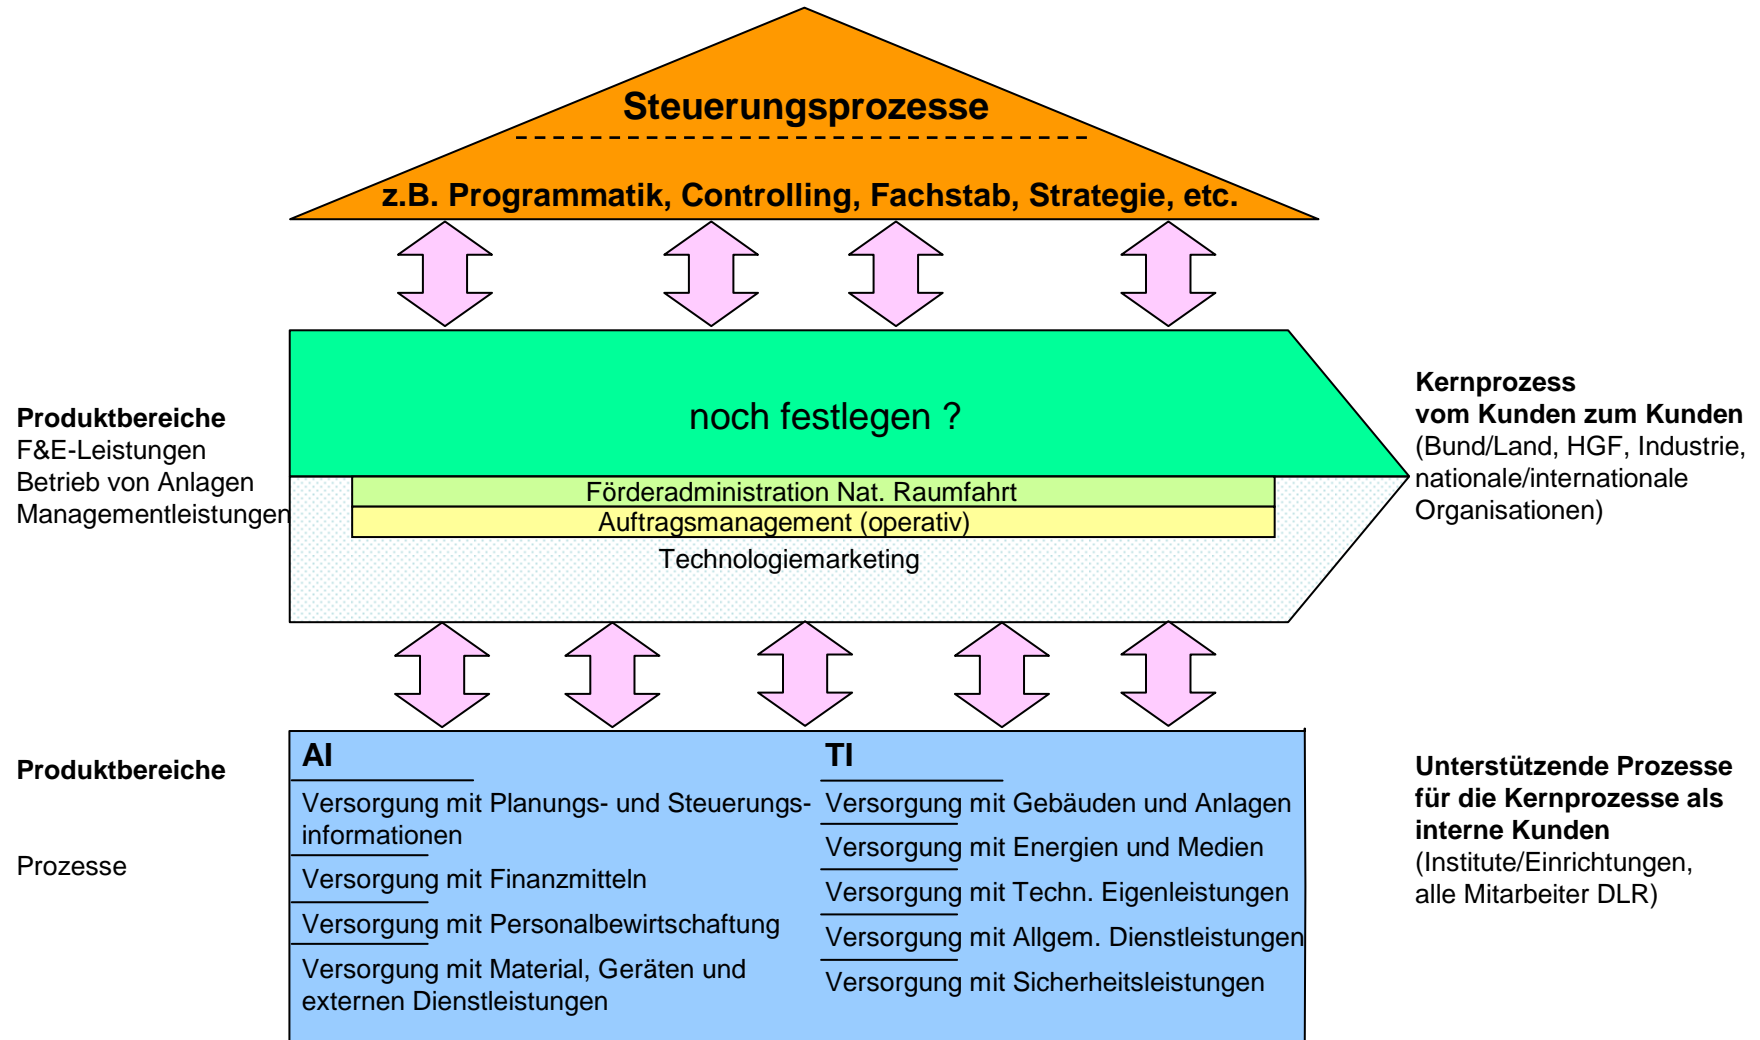 Steuerungsprozesse
z.B. Programmatik, Controlling, Fachstab, Strategie, etc.
Produktbereiche
F&E-Leistungen
Betrieb von Anlagen
Managementleistungen
noch festlegen ?
Förderadministration Nat. Raumfahrt
Auftragsmanagement (operativ)
Technologiemarketing
Kernprozess
vom Kunden zum Kunden
(Bund/Land, HGF, Industrie,
nationale/internationale
Organisationen)
Produktbereiche
Prozesse
AI
Versorgung mit Planungs- und Steuerungs-
informationen
Versorgung mit Finanzmitteln
Versorgung mit Personalbewirtschaftung
Versorgung mit Material, Geräten und
externen Dienstleistungen
TI
Versorgung mit Gebäuden und Anlagen
Versorgung mit Energien und Medien
Versorgung mit Techn. Eigenleistungen
Versorgung mit Allgem. Dienstleistungen
Versorgung mit Sicherheitsleistungen
Unterstützende Prozesse
für die Kernprozesse als
interne Kunden
(Institute/Einrichtungen,
alle Mitarbeiter DLR)